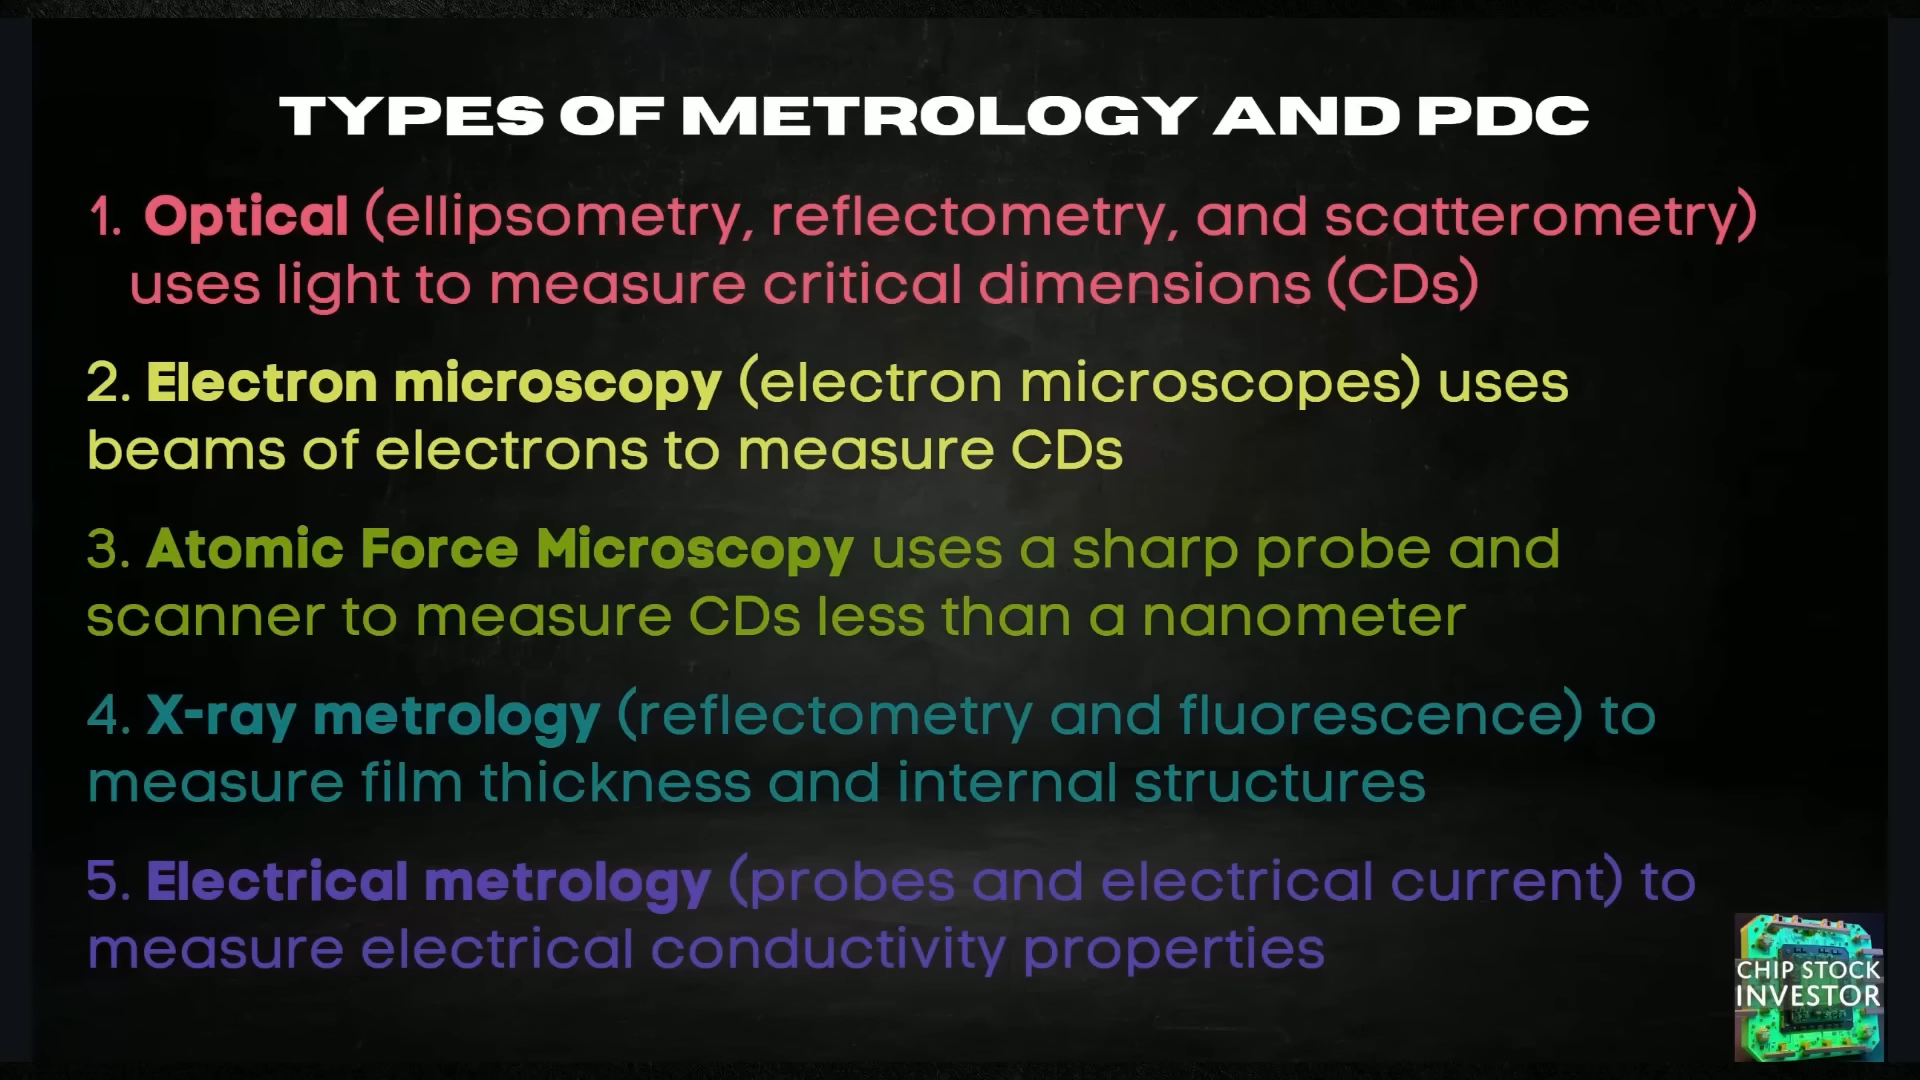 TYPES OF METROLOGY AND PDC
1. Optical (ellipsometry, reflectometry, and scatterometry)
uses light to measure critical dimensions (CDs)
2. Electron microscopy (electron microscopes) uses
beams of electrons to measure CDs
3. Atomic Force Microscopy uses a sharp probe and
scanner to measure CDs less than a nanometer
4. X-ray metrology (reflectometry and fluorescence) to
measure film thickness and internal structures
5. Electrical metrology (probes and electrical current) to
measure electrical conductivity properties
CHIP STOCK
INVESTOR